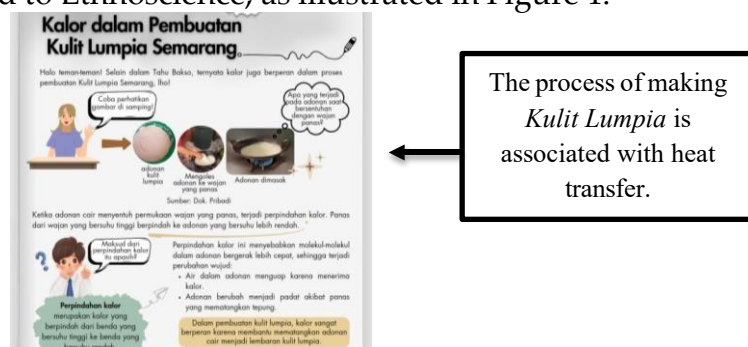 d to Ethnoscience, as illustrated in Figure 1.
Kalor dalam Pembuatan
Kulit Lumpia Semarang
Halo teman-teman! Selain dalam Tahu Bakso, ternyata kalor juga berperan dalam proses
pembuatan Kulit Lumpia Semarang, lho!
Coba perhatikan
gambar di samping!
Apa yang terjadi
pada adonan saat
bersentuhan
dengan wajan
panas?
adonan
kulit
lumpia
Mengoles
adonan ke wajan
yang panas
Adonan dimasak
Sumber: Dok. Pribadi
Ketika adonan cair menyentuh permukaan wajan yang panas, terjadi perpindahan kalor. Panas
dari wajan yang bersuhu tinggi berpindah ke adonan yang bersuhu lebih rendah.
Maksud dari
perpindahan kalor
itu apasih?
Perpindahan kalor ini menyebabkan molekul-molekul
dalam adonan bergerak lebih cepat, sehingga terjadi
perubahan wujud:
• Air dalam adonan menguap karena menerima
kalor.
• Adonan berubah menjadi padat akibat panas
yang mematangkan tepung.
Perpindahan kalor
merupakan kalor yang
berpindah dari benda yang
bersuhu tinggi ke benda yang
bersuhu rendah
Dalam pembuatan kulit lumpia, kalor sangat
berperan karena membantu mematangkan adonan
cair menjadi lembaran kulit lumpia.
The process of making
Kulit Lumpia is
associated with heat
transfer.